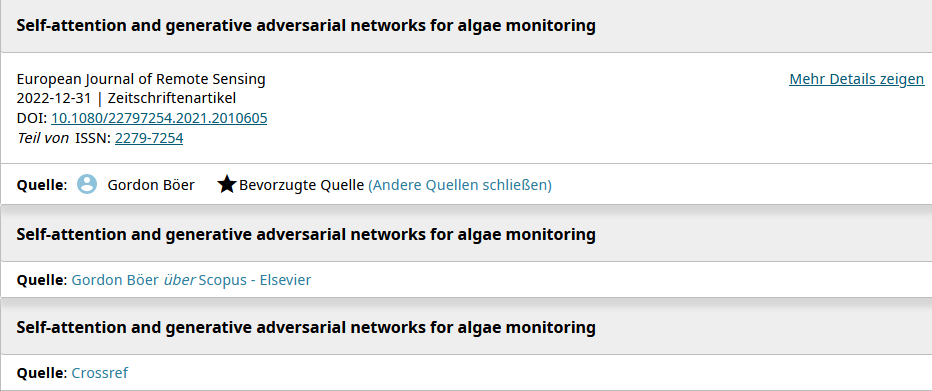 Self-attention and generative adversarial networks for algae monitoring
European Journal of Remote Sensing
Mehr Details zeigen
2022-12-31 | Zeitschriftenartikel
DOI: 10.1080/22797254.2021.2010605
Teil von ISSN: 2279-7254
Quelle: Gordon Böer Bevorzugte Quelle (Andere Quellen schließen)
Self-attention and generative adversarial networks for algae monitoring
Quelle: Gordon Böer über Scopus - Elsevier
Self-attention and generative adversarial networks for algae monitoring
Quelle: Crossref